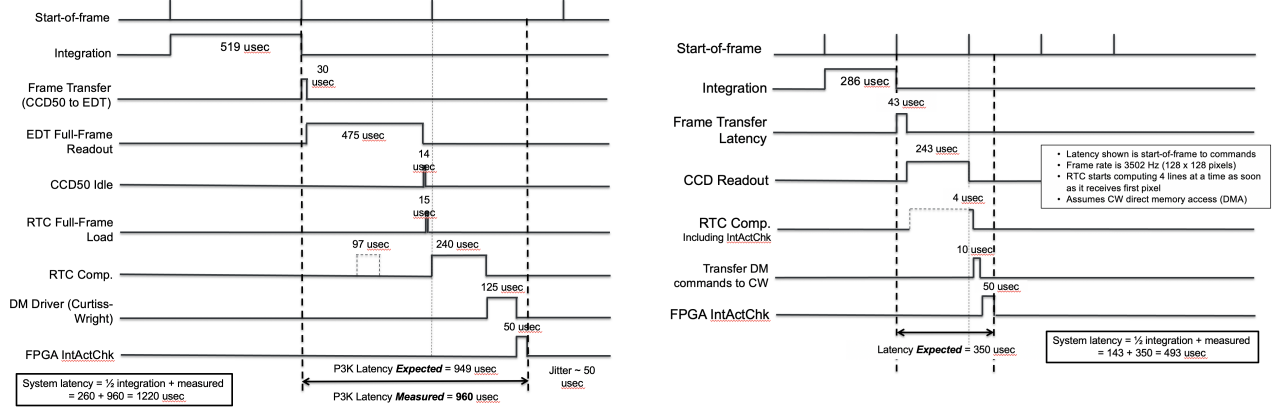 Start-of-frame
Integration
519 usec
30
usec
Frame Transfer
(CCD50 to EDT)
EDT Full-Frame
Readout
475 usec
14
usec
CCD50 Idle
15
usec
RTC Full-Frame
Load
97 usec
240 usec
RTC Comp.
125 usec
DM Driver (Curtiss-
Wright)
50 usec
FPGA IntActChk
P3K Latency Expected = 949 usec
Jitter ~ 50
usec
System latency = ½ integration + measured
= 260 + 960 = 1220 usec
P3K Latency Measured = 960 usec
Start-of-frame
Integration
286 usec
43 usec
Frame Transfer
Latency
243 usec
CCD Readout
• Latency shown is start-of-frame to commands
• Frame rate is 3502 Hz (128 x 128 pixels)
• RTC starts computing 4 lines at a time as soon
as it receives first pixel
• Assumes CW direct memory access (DMA)
4 usec
RTC Comp.
Including IntActChk
10 usec
Transfer DM
commands to CW
50 usec
FPGA IntActChk
Latency Expected = 350 usec
System latency = ½ integration + measured
= 143 + 350 = 493 usec